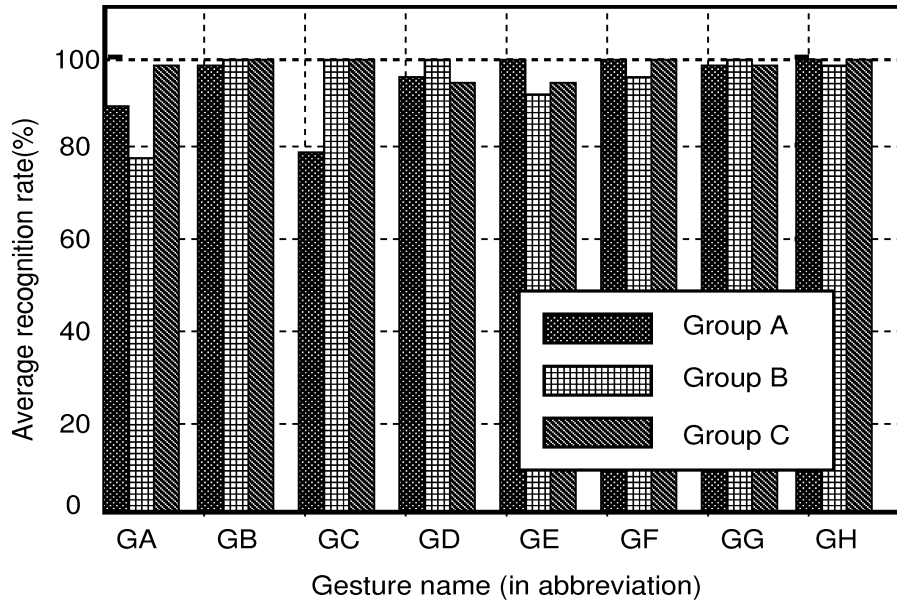 Average recognition rate(%)
100
80
60
40
20
0
Group A
Group B
Group C
GA GB GC GD GE GF GG GH
Gesture name (in abbreviation)